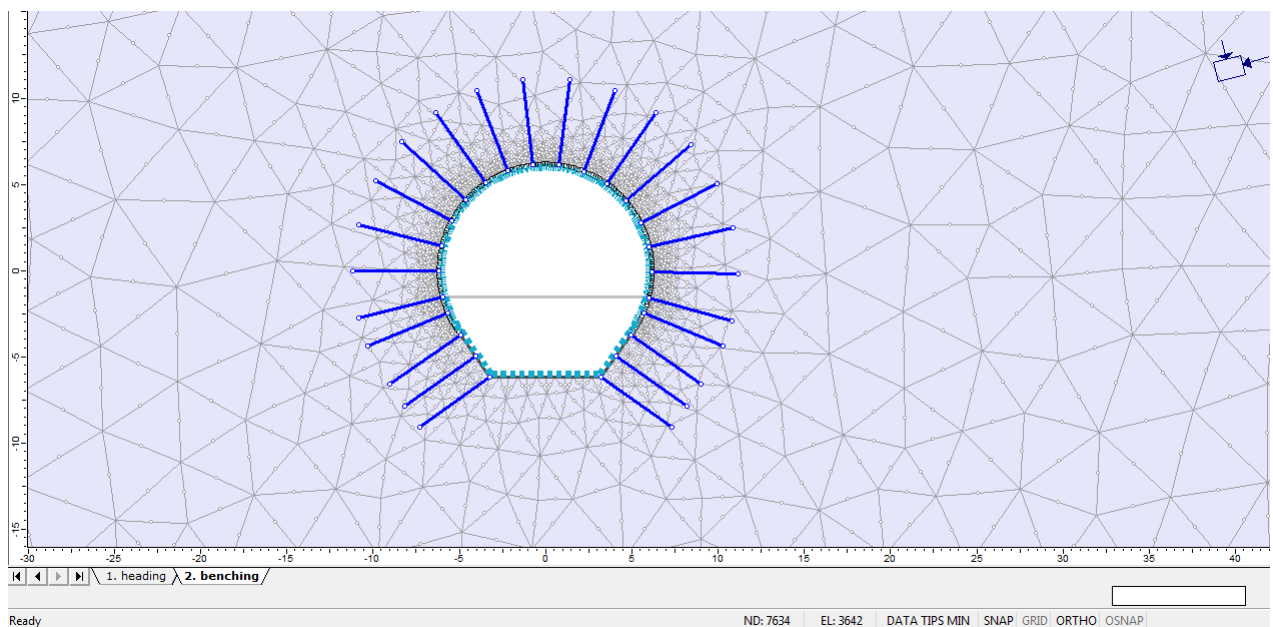 10
5
0
-5
-10
-15
-30 -25 -20 -15 -10 -5 0 5 10 15 20 25 30 35 40
1. heading 2. benching
Ready ND: 7634 EL: 3642 DATA TIPS MIN SNAP GRID ORTHO OSNAP